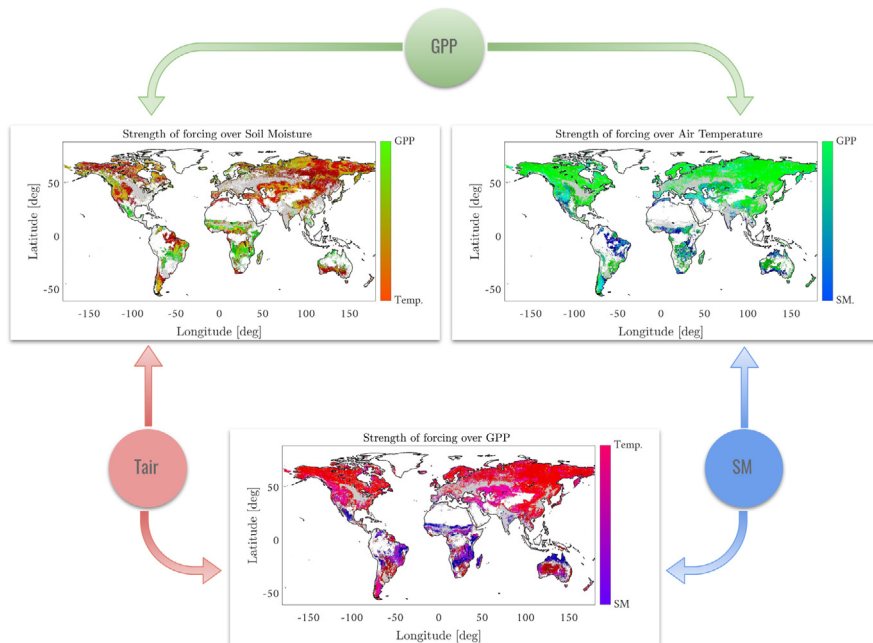 GPP
Strength of forcing over Soil Moisture
GPP
Temp.
50
0
-50
Latitude [deg]
-150 -100 -50 0 50 100 150
Longitude [deg]
Strength of forcing over Air Temperature
GPP
SM.
50
0
-50
Latitude [deg]
-150 -100 -50 0 50 100 150
Longitude [deg]
Tair
Strength of forcing over GPP
Temp.
SM
50
0
-50
Latitude [deg]
-150 -100 -50 0 50 100 150
Longitude [deg]
SM